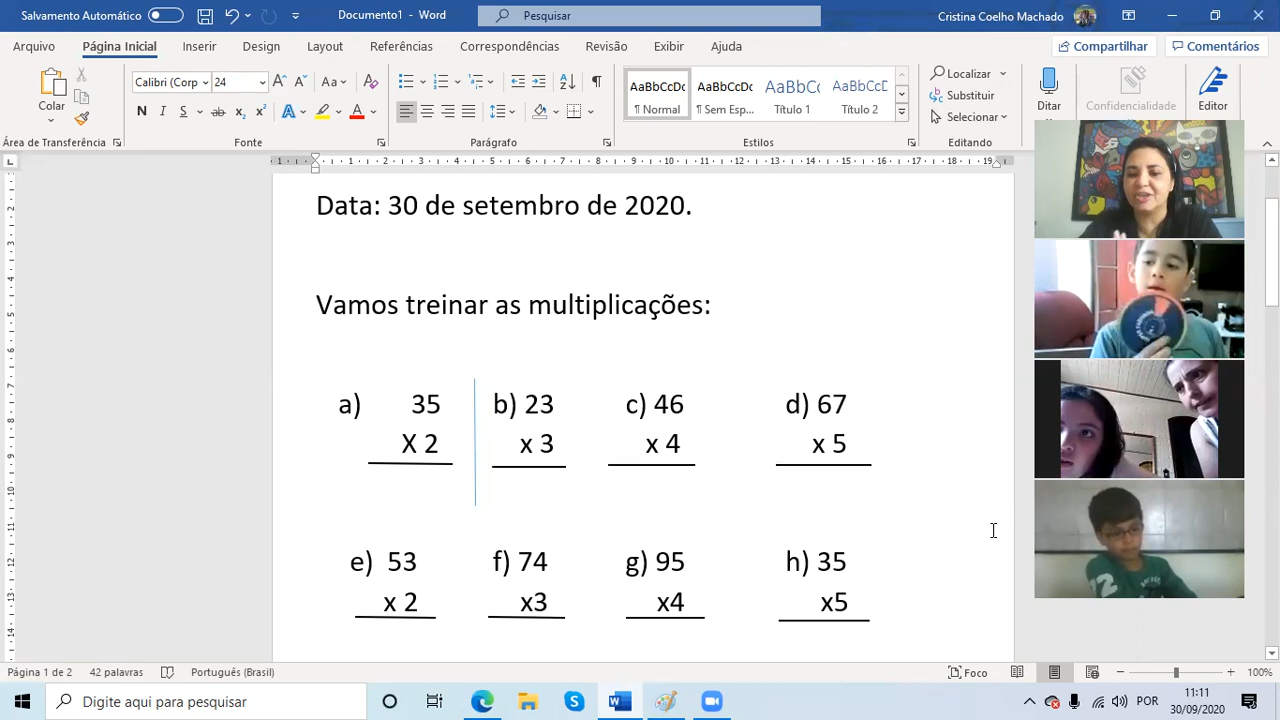 Salvamento Automático
Documento1 - Word
Pesquisar
Cristina Coelho Machado
Arquivo Página Inicial Inserir Design Layout Referências Correspondências Revisão Exibir Ajuda
Compartilhar Comentários
Colar
Calibri (Corp 24
N I S
AaBbCcDc AaBbCcDc AaBbCc AaBbCcD
¶ Normal ¶ Sem Esp... Título 1 Título 2
Localizar
Substituir
Selecionar
Ditar Confidencialidade Editor
Área de Transferência Fonte Parágrafo Estilos Editando
Data: 30 de setembro de 2020.
Vamos treinar as multiplicações:
a) 35 b) 23 c) 46 d) 67
X 2 x 3 x 4 x 5
e) 53 f) 74 g) 95 h) 35
x 2 x3 x4 x5
Página 1 de 2 42 palavras Português (Brasil) Foco 100%
Digite aqui para pesquisar
POR 11:11
30/09/2020